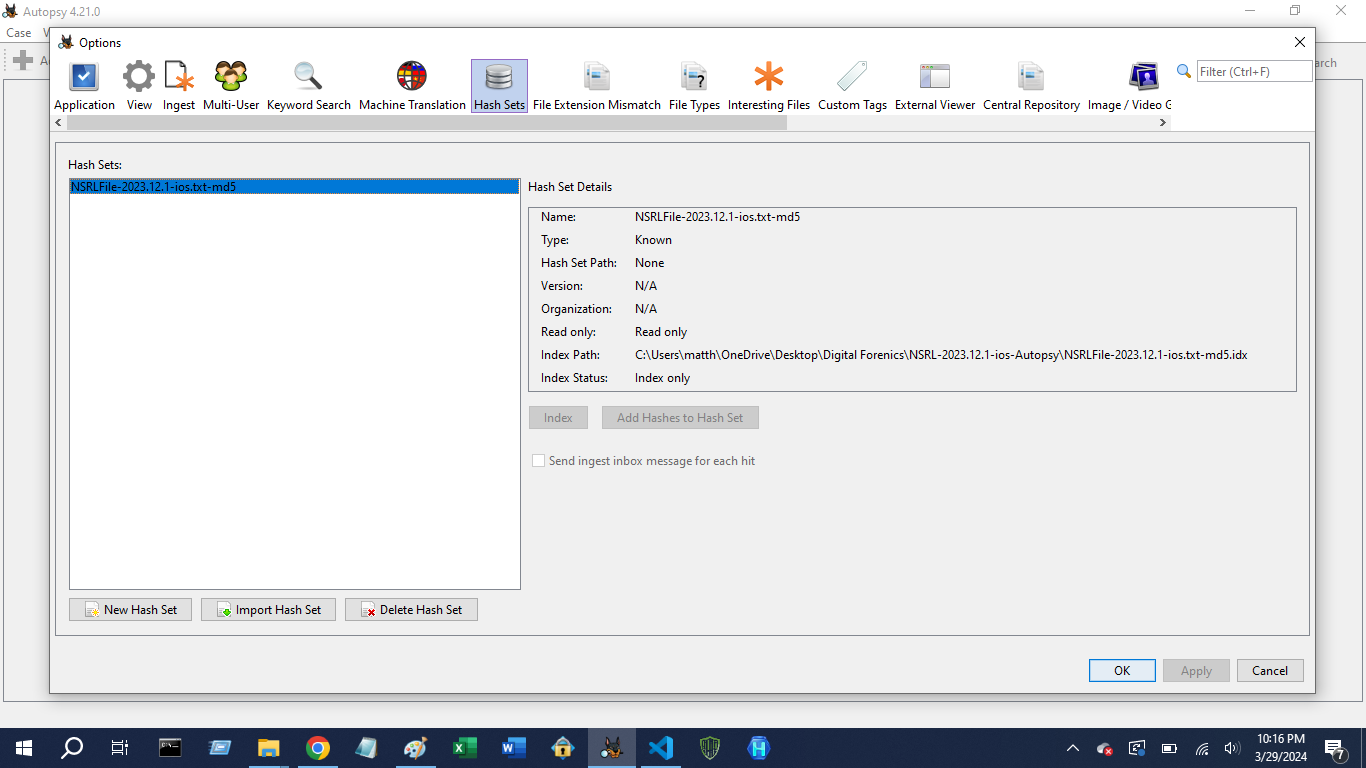 Autopsy 4.21.0
Case
Options
Application View Ingest Multi-User Keyword Search Machine Translation Hash Sets File Extension Mismatch File Types Interesting Files Custom Tags External Viewer Central Repository Image / Video G
Filter (Ctrl+F)
Hash Sets:
NSRLFile-2023.12.1-ios.txt-md5
Hash Set Details
Name: NSRLFile-2023.12.1-ios.txt-md5
Type: Known
Hash Set Path: None
Version: N/A
Organization: N/A
Read only: Read only
Index Path: C:\Users\matth\OneDrive\Desktop\Digital Forenics\NSRL-2023.12.1-ios-Autopsy\NSRLFile-2023.12.1-ios.txt-md5.idx
Index Status: Index only
Index Add Hashes to Hash Set
Send ingest inbox message for each hit
New Hash Set Import Hash Set Delete Hash Set
OK Apply Cancel
10:16 PM
3/29/2024
7